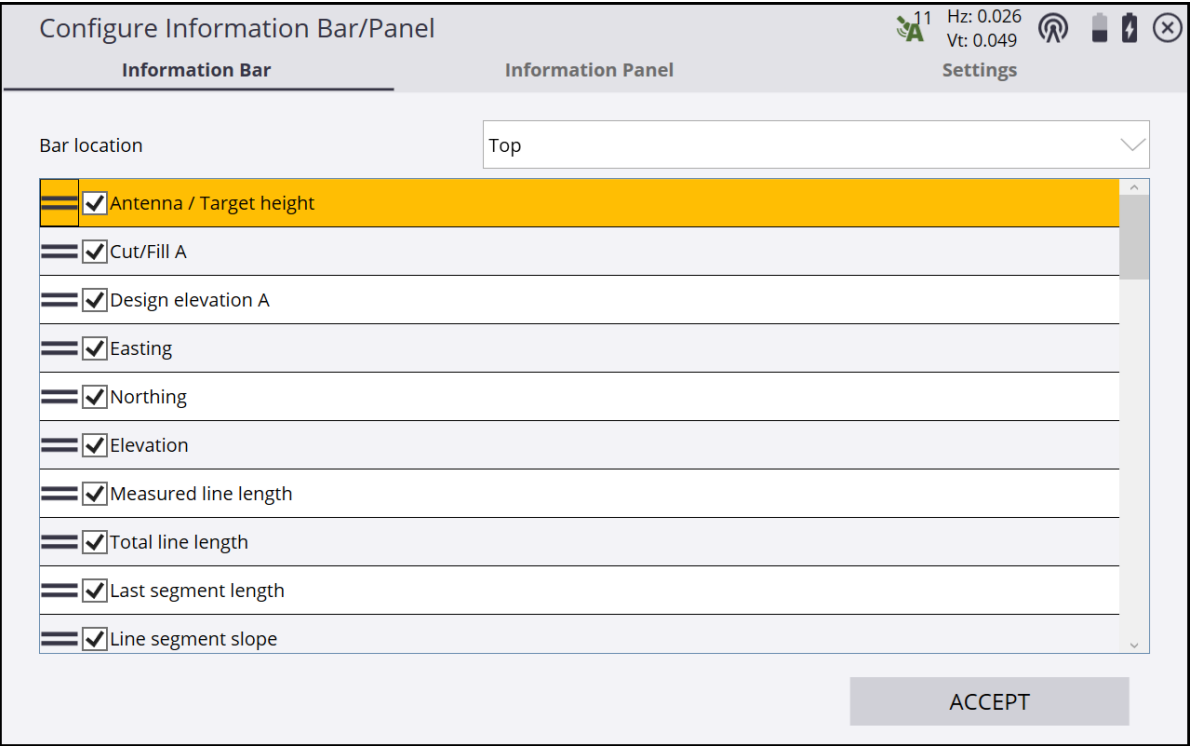 Configure Information Bar/Panel
11
Hz: 0.026
Vt: 0.049
A
Information Bar
Information Panel
Settings
Bar location
Top
Antenna / Target height
Cut/Fill A
Design elevation A
Easting
Northing
Elevation
Measured line length
Total line length
Last segment length
Line segment slope
ACCEPT